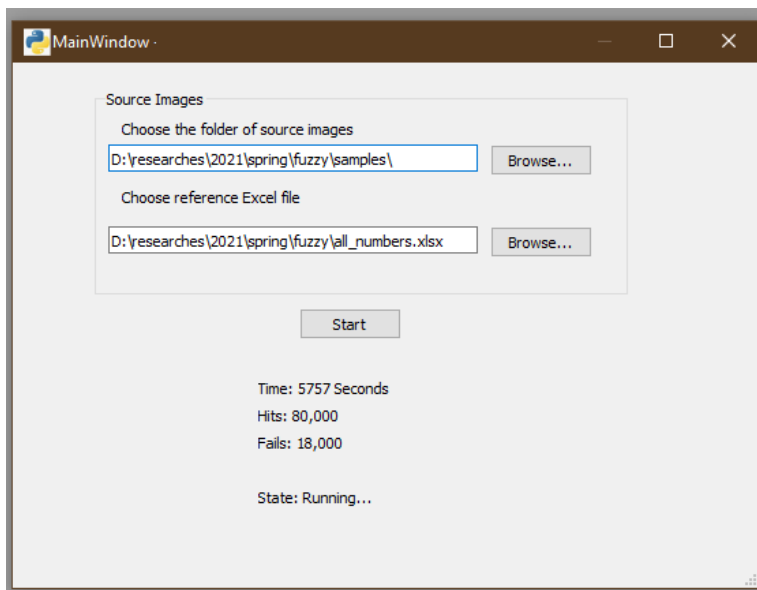 MainWindow
Source Images
Choose the folder of source images
D:\researches\2021\spring\fuzzy\samples\
Browse...
Choose reference Excel file
D:\researches\2021\spring\fuzzy\all_numbers.xlsx
Browse...
Start
Time: 5757 Seconds
Hits: 80,000
Fails: 18,000
State: Running...